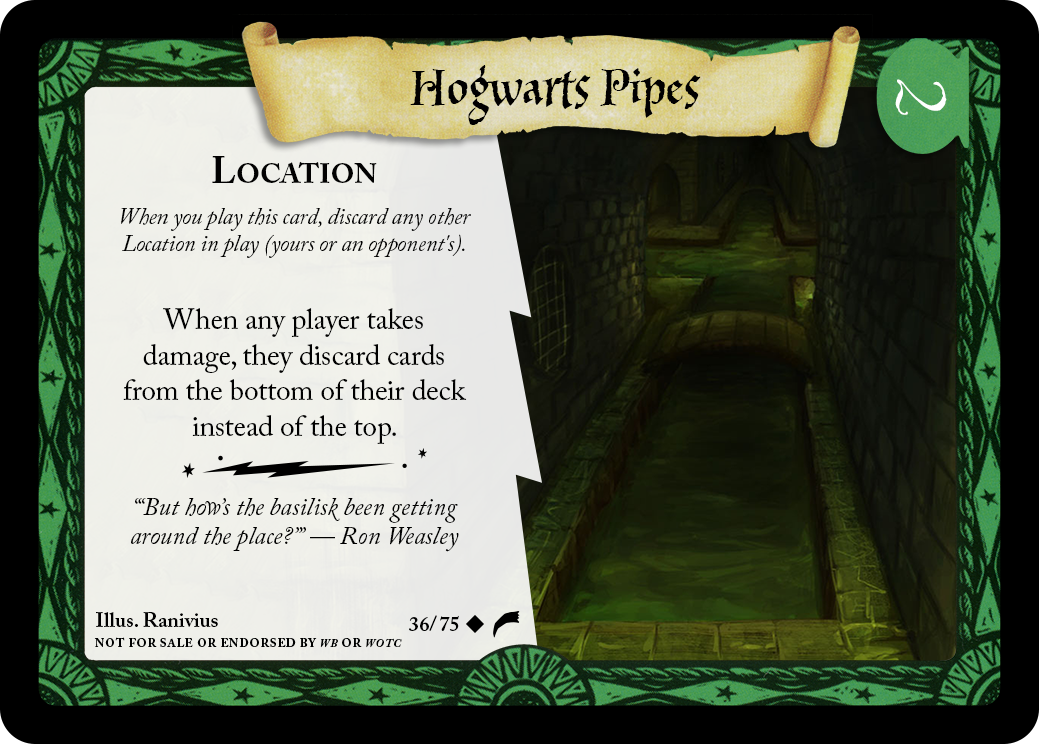 Hogwarts Pipes
2
LOCATION
When you play this card, discard any other
Location in play (yours or an opponent's).
When any player takes
damage, they discard cards
from the bottom of their deck
instead of the top.
“‘But how’s the basilisk been getting
around the place?’” — Ron Weasley
Illus. Ranivius
36/75
NOT FOR SALE OR ENDORSED BY WB OR WOTC